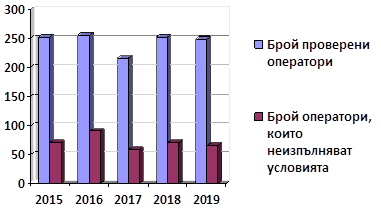 300
250
200
150
100
50
0
2015 2016 2017 2018 2019
Брой проверени
оператори
Брой оператори,
които
неизпълняват
условията